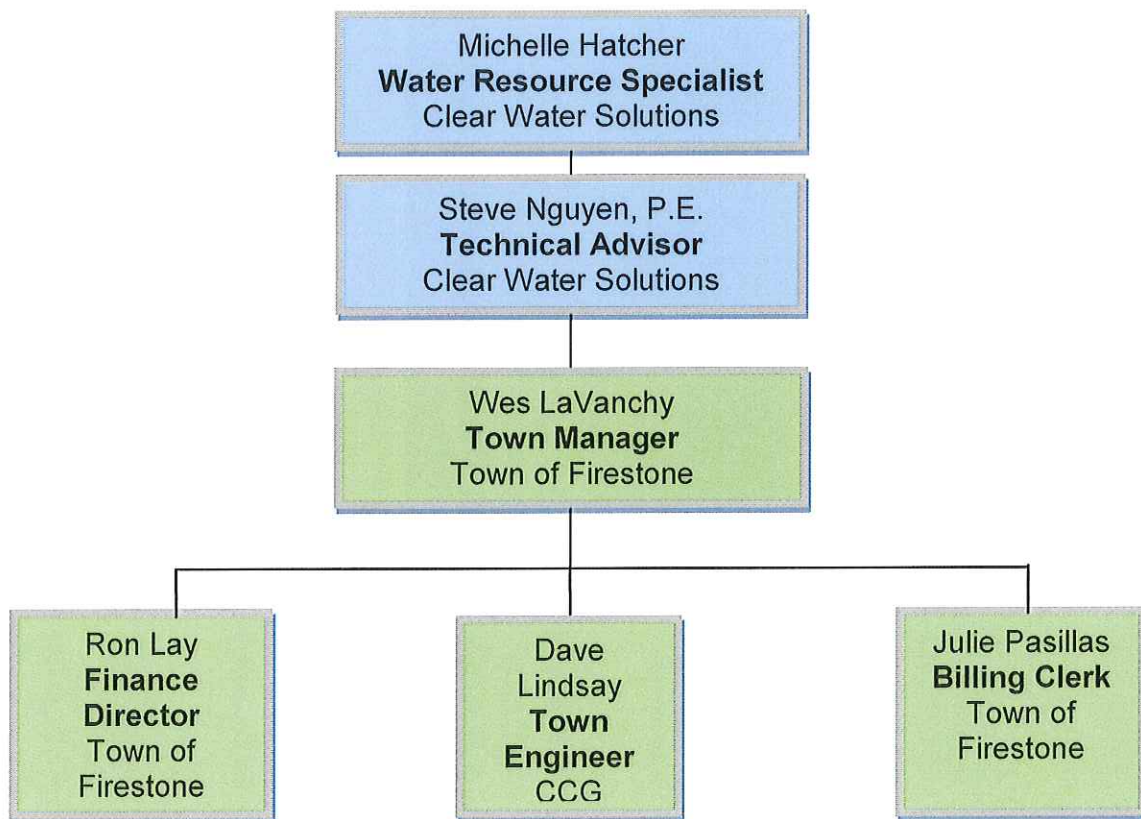 Michelle Hatcher
Water Resource Specialist
Clear Water Solutions
Steve Nguyen, P.E.
Technical Advisor
Clear Water Solutions
Wes LaVanchy
Town Manager
Town of Firestone
Ron Lay
Finance
Director
Town of
Firestone
Dave
Lindsay
Town
Engineer
CCG
Julie Pasillas
Billing Clerk
Town of
Firestone